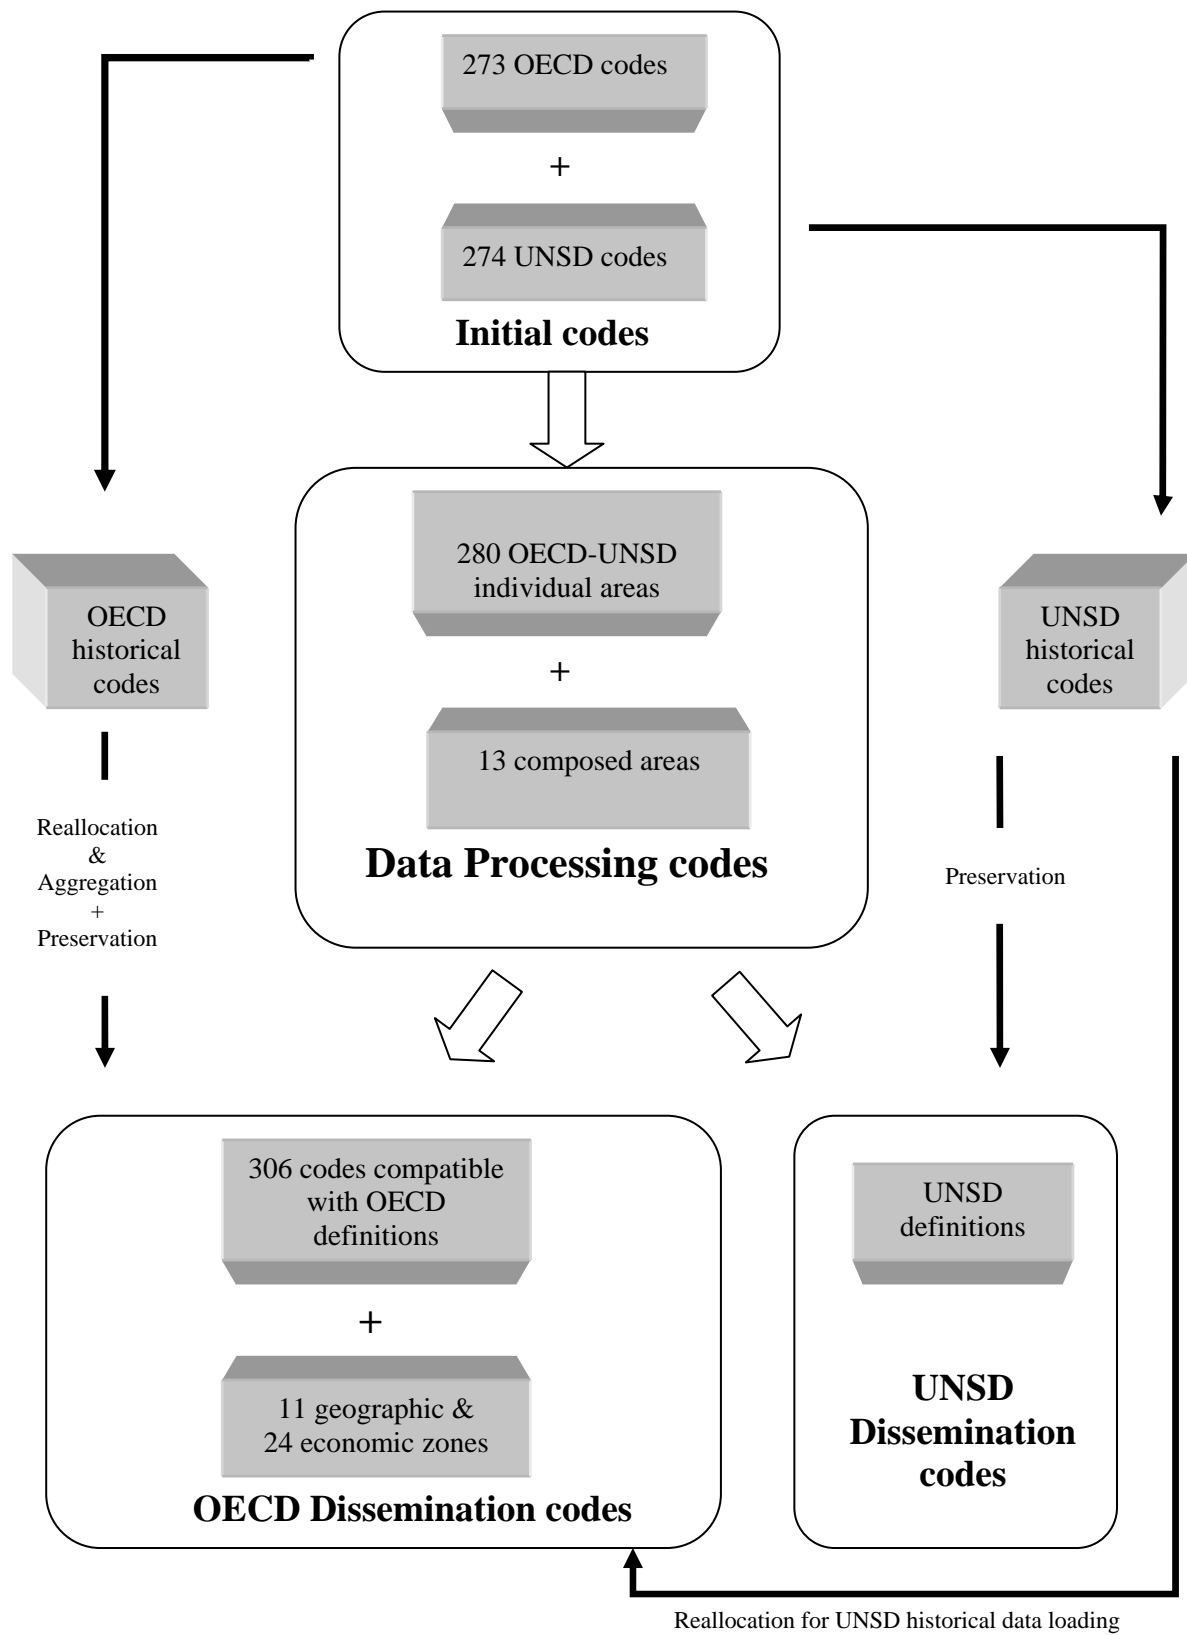 273 OECD codes
+
274 UNSD codes
Initial codes
280 OECD-UNSD
individual areas
+
13 composed areas
Data Processing codes
OECD
historical
codes
UNSD
historical
codes
Reallocation
&
Aggregation
+
Preservation
Preservation
306 codes compatible
with OECD
definitions
+
11 geographic &
24 economic zones
OECD Dissemination codes
UNSD
definitions
UNSD
Dissemination
codes
Reallocation for UNSD historical data loading